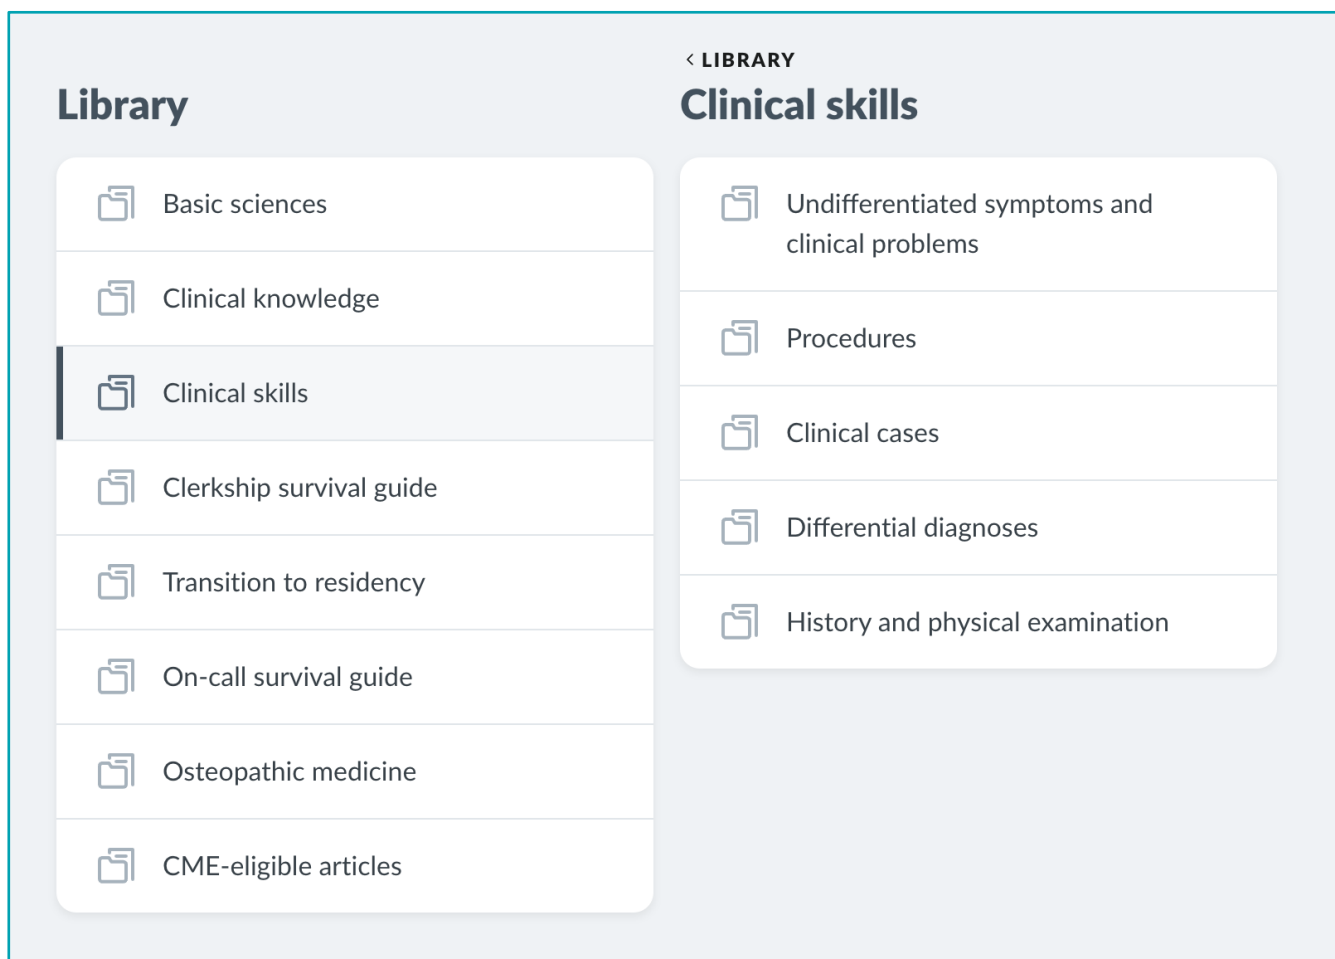 Library
Basic sciences
Clinical knowledge
Clinical skills
Clerkship survival guide
Transition to residency
On-call survival guide
Osteopathic medicine
CME-eligible articles
< LIBRARY
Clinical skills
Undifferentiated symptoms and
clinical problems
Procedures
Clinical cases
Differential diagnoses
History and physical examination